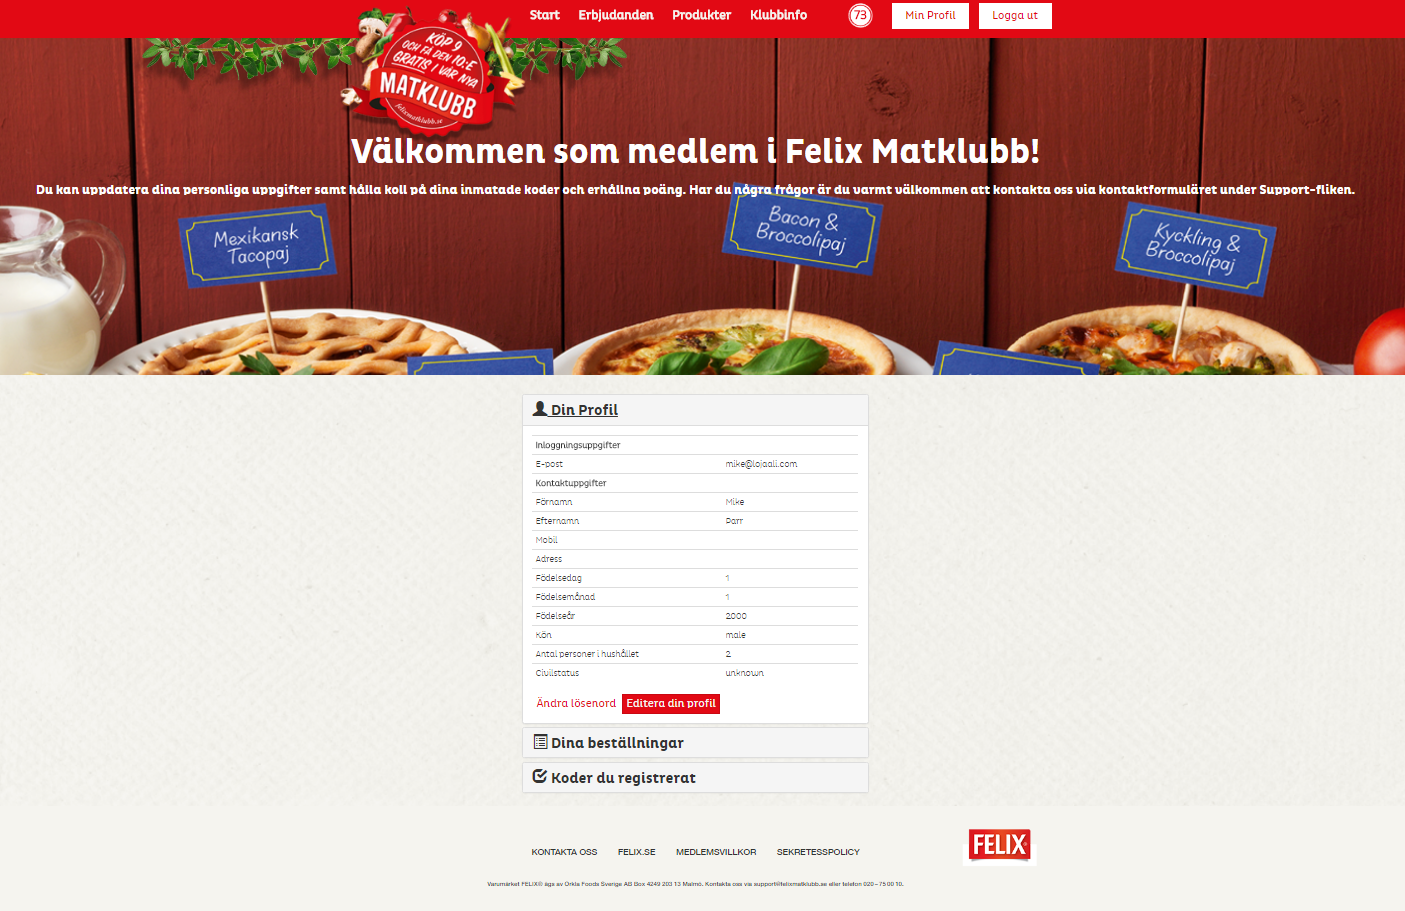 Start Erbjudanden Produkter Klubbinfo 73 Min Profil Logga ut
KÖP 9
OCH FÅ DEN 10:E
GRATIS I VÅR NYA
MATKLUBB
felixmatklubb.se
Välkommen som medlem i Felix Matklubb!
Du kan uppdatera dina personliga uppgifter samt hålla koll på dina inmatade koder och erhållna poäng. Har du några frågor är du varmt välkommen att kontakta oss via kontaktformuläret under Support-fliken.
Mexikansk
Tacopaj
Bacon &
Broccolipaj
Kyckling &
Broccolipaj
Din Profil
Inloggningsuppgifter
E-post mike@lojaali.com
Kontaktuppgifter
Förnamn Mike
Efternamn Parr
Mobil
Adress
Födelsedag 1
Födelsemånad 1
Födelseår 2000
Kön male
Antal personer i hushållet 2
Civilstatus unknown
Ändra lösenord Editera din profil
Dina beställningar
Koder du registrerat
KONTAKTA OSS FELIX.SE MEDLEMSVILLKOR SEKRETESSPOLICY
FELIX
Varumärket FELIX® ägs av Orkla Foods Sverige AB Box 4249 203 13 Malmö. Kontakta oss via support@felixmatklubb.se eller telefon 020 – 75 00 10.